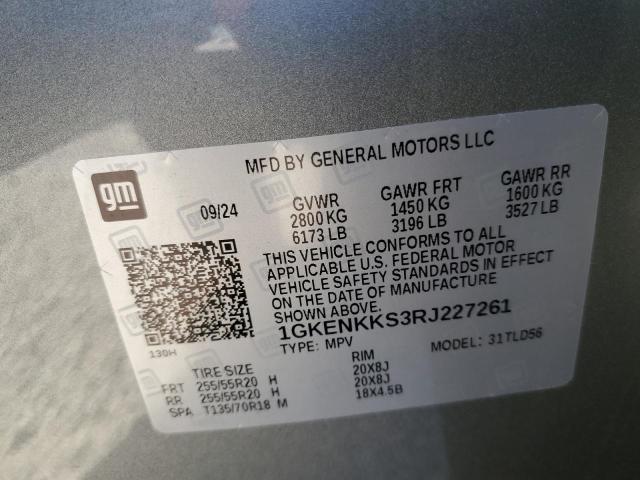 MFD BY GENERAL MOTORS LLC
gm
09/24
GVWR
2800 KG
6173 LB
GAWR FRT
1450 KG
3196 LB
GAWR RR
1600 KG
3527 LB
THIS VEHICLE CONFORMS TO ALL
APPLICABLE U.S. FEDERAL MOTOR
VEHICLE SAFETY STANDARDS IN EFFECT
ON THE DATE OF MANUFACTURE
SHOWN ABOVE.
1GKENKKS3RJ227261
TYPE: MPV
MODEL: 31TLD56
130H
TIRE SIZE RIM
FRT 255/55R20 H 20X8J
RR 255/55R20 H 20X8J
SPA T135/70R18 M 18X4.5B